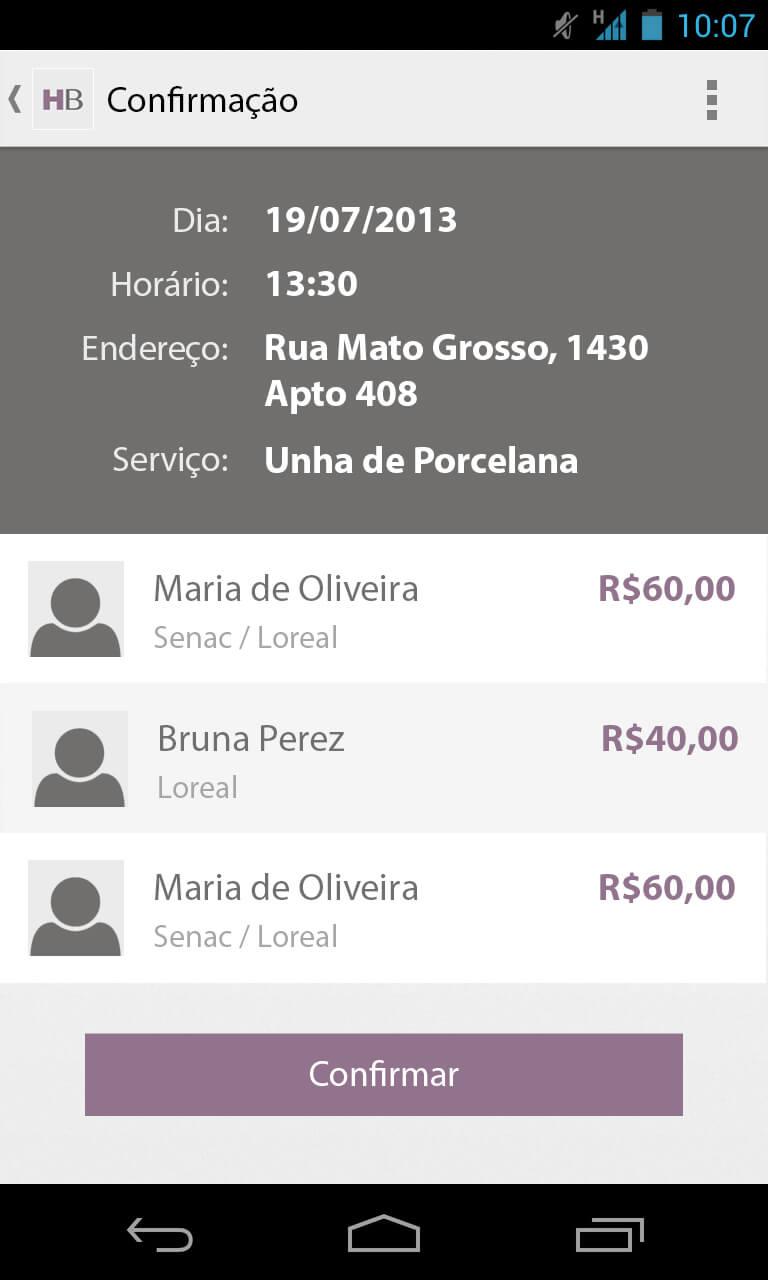 H 10:07
HB Confirmação
Dia: 19/07/2013
Horário: 13:30
Endereço: Rua Mato Grosso, 1430
Apto 408
Serviço: Unha de Porcelana
Maria de Oliveira R$60,00
Senac / Loreal
Bruna Perez R$40,00
Loreal
Maria de Oliveira R$60,00
Senac / Loreal
Confirmar